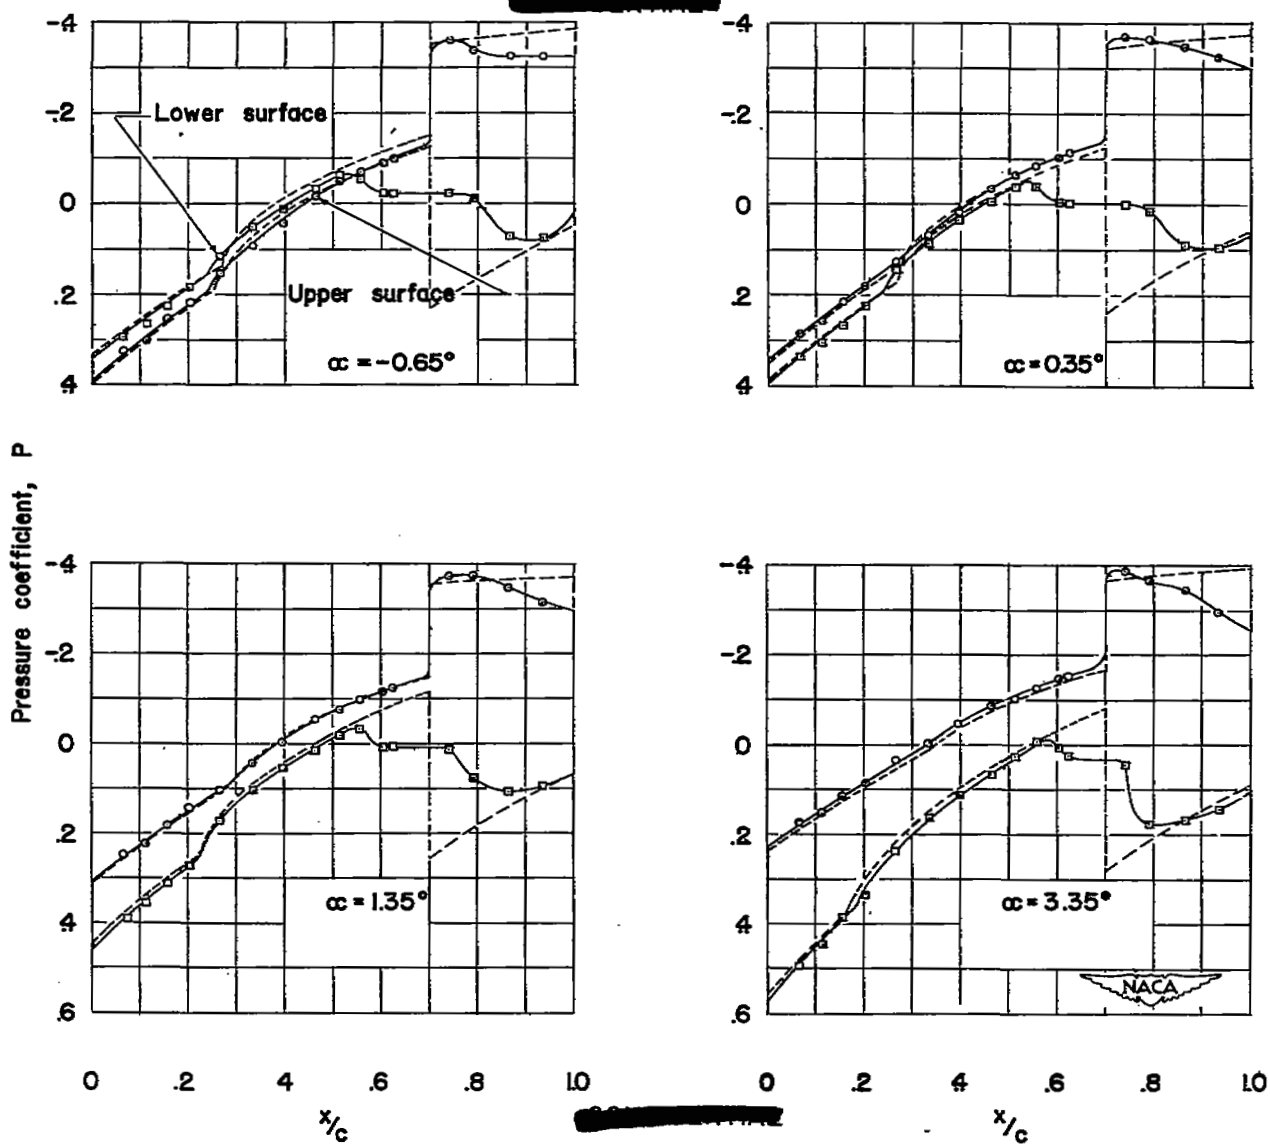 -.4
-.2
0
.2
.4
Lower surface
Upper surface
α = -0.65°
-.4
-.2
0
.2
.4
α = 0.35°
Pressure coefficient, P
-.4
-.2
0
.2
.4
.6
α = 1.35°
-.4
-.2
0
.2
.4
.6
α = 3.35°
NACA
0 .2 .4 .6 .8 1.0
x/c
0 .2 .4 .6 .8 1.0
x/c